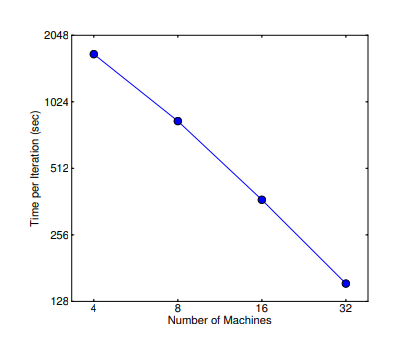 2048
1024
512
256
128
Time per Iteration (sec)
4 8 16 32
Number of Machines